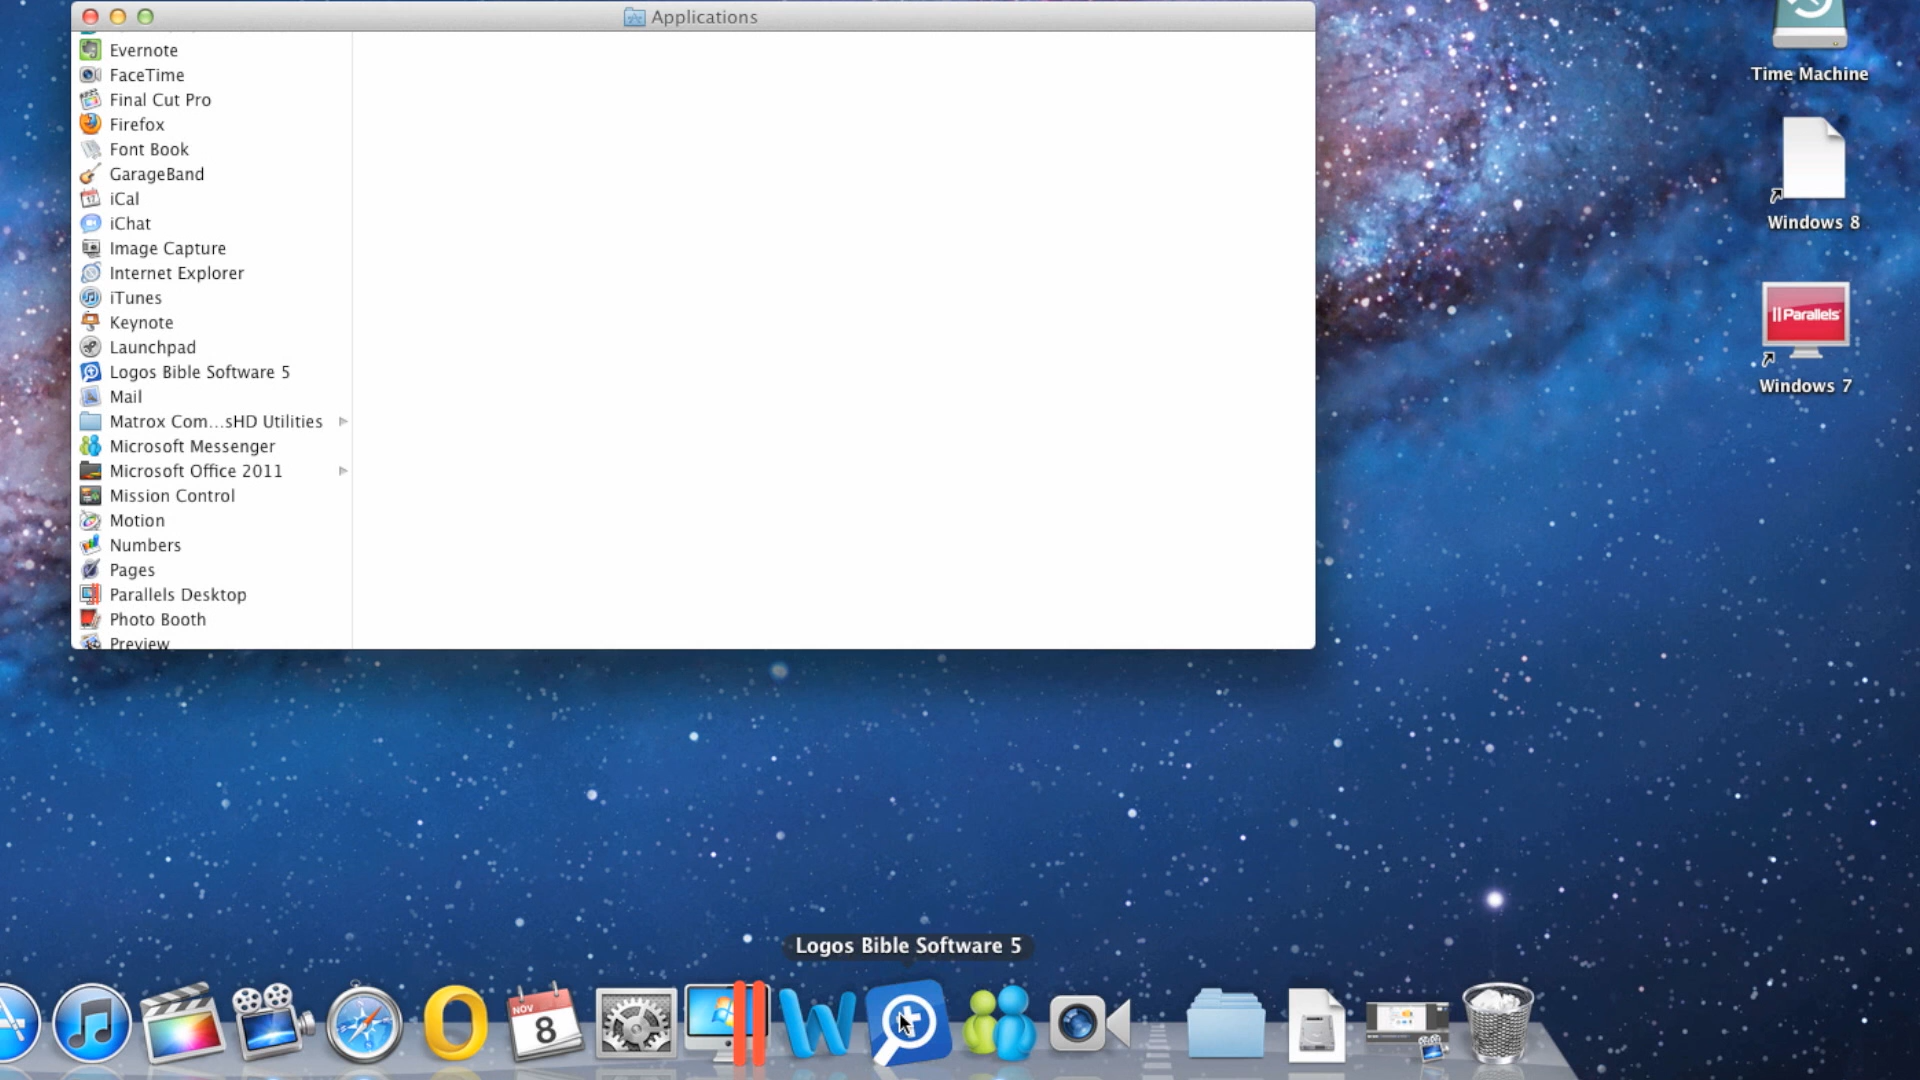 Applications
Evernote
FaceTime
Final Cut Pro
Firefox
Font Book
GarageBand
iCal
iChat
Image Capture
Internet Explorer
iTunes
Keynote
Launchpad
Logos Bible Software 5
Mail
Matrox Com...sHD Utilities
Microsoft Messenger
Microsoft Office 2011
Mission Control
Motion
Numbers
Pages
Parallels Desktop
Photo Booth
Preview
Time Machine
Windows 8
Parallels
Windows 7
Logos Bible Software 5
NOV
8